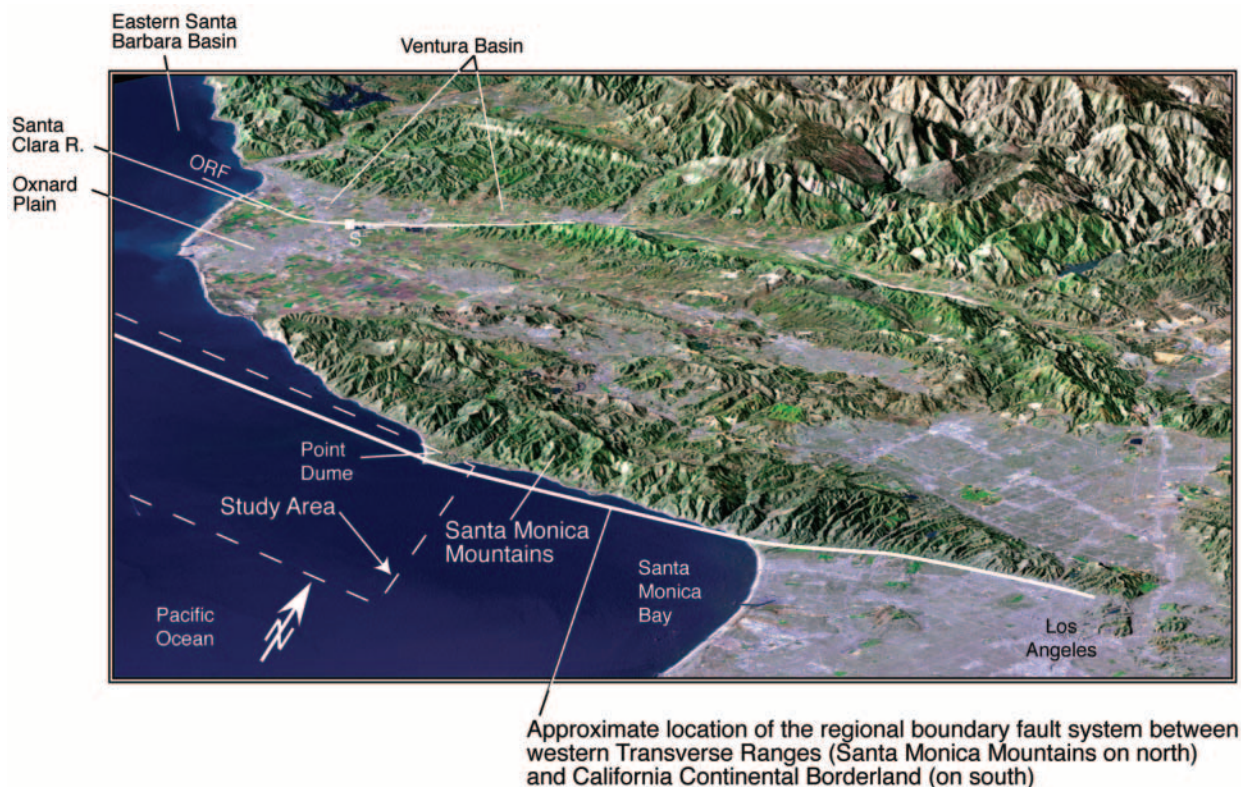 Eastern Santa
Barbara Basin
Ventura Basin
Santa
Clara R.
ORF
Oxnard
Plain
S
Point
Dume
Study Area
Santa Monica
Mountains
Santa
Monica
Bay
Pacific
Ocean
N
Los
Angeles
Approximate location of the regional boundary fault system between
western Transverse Ranges (Santa Monica Mountains on north)
and California Continental Borderland (on south)